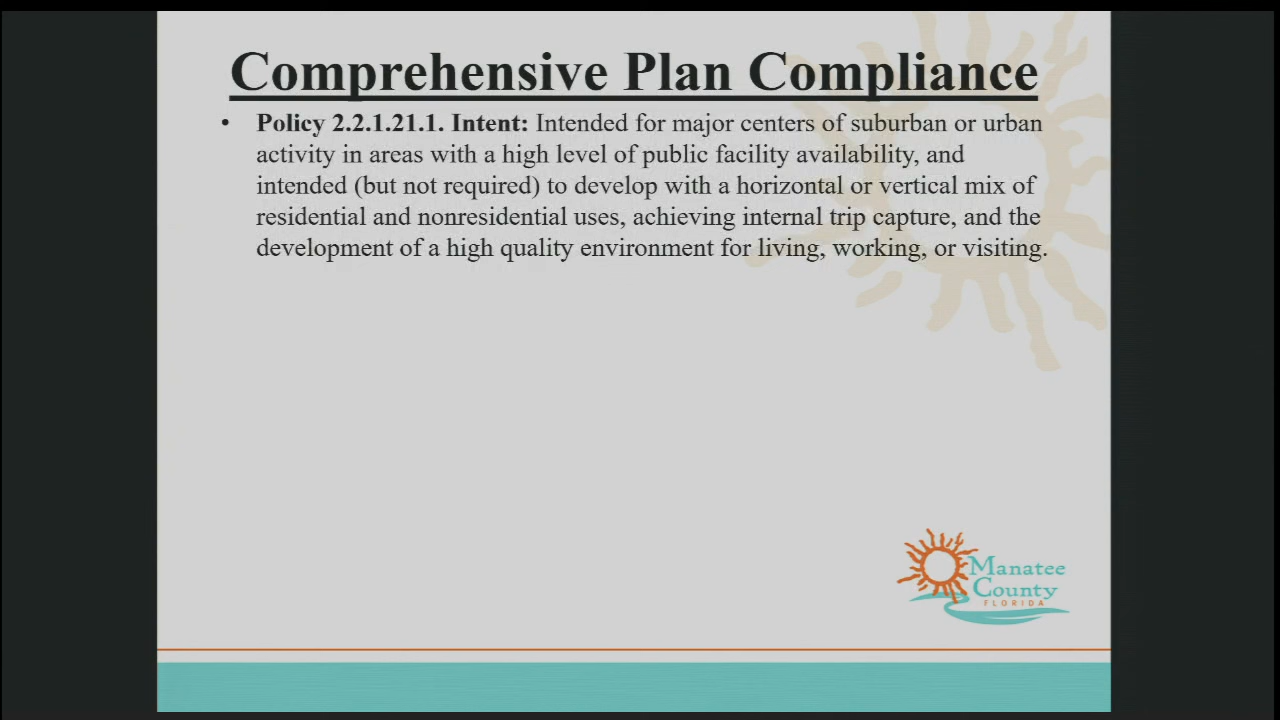 Comprehensive Plan Compliance
• Policy 2.2.1.21.1. Intent: Intended for major centers of suburban or urban
activity in areas with a high level of public facility availability, and
intended (but not required) to develop with a horizontal or vertical mix of
residential and nonresidential uses, achieving internal trip capture, and the
development of a high quality environment for living, working, or visiting.
Manatee
County
FLORIDA